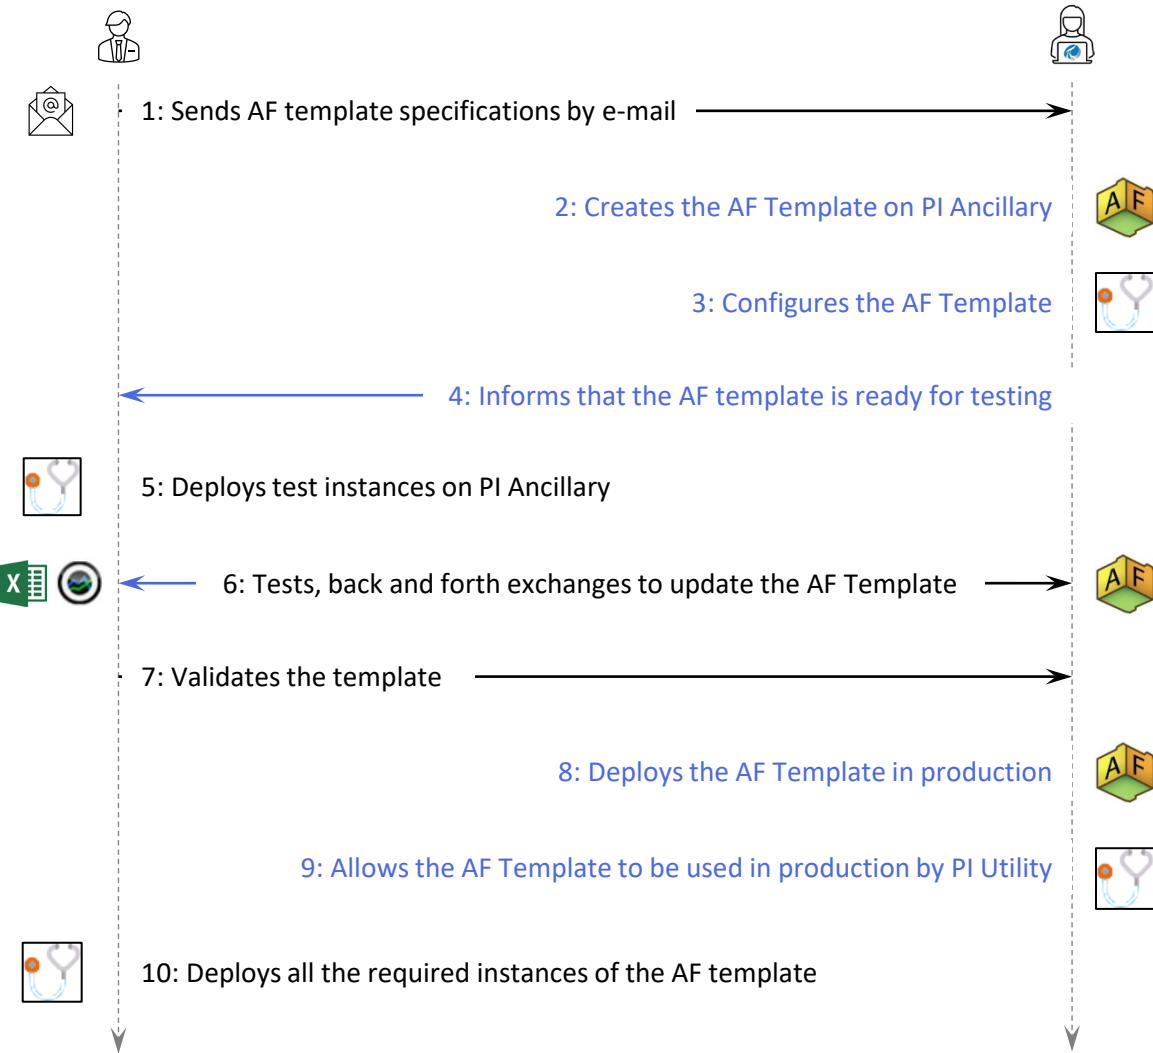 @
1: Sends AF template specifications by e-mail
2: Creates the AF Template on PI Ancillary
AF
3: Configures the AF Template
4: Informs that the AF template is ready for testing
5: Deploys test instances on PI Ancillary
X
6: Tests, back and forth exchanges to update the AF Template
AF
7: Validates the template
8: Deploys the AF Template in production
AF
9: Allows the AF Template to be used in production by PI Utility
10: Deploys all the required instances of the AF template